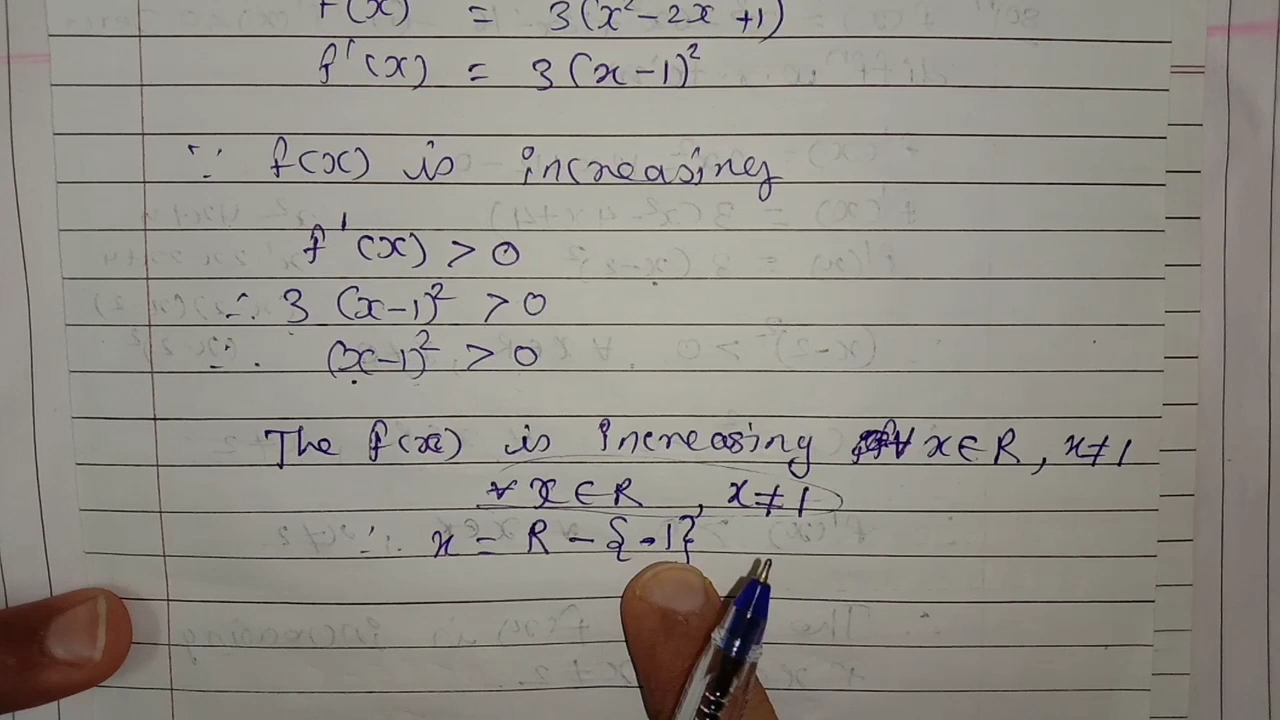 f'(x) = 3(x²-2x+1)
f'(x) = 3(x-1)²
∵ f(x) is increasing
f'(x) > 0
∴ 3 (x-1)² > 0
∴ (x-1)² > 0
The f(x) is increasing ∀ x∈R, x≠1
∀ x∈R , x≠1
∴ x = R - {-1}